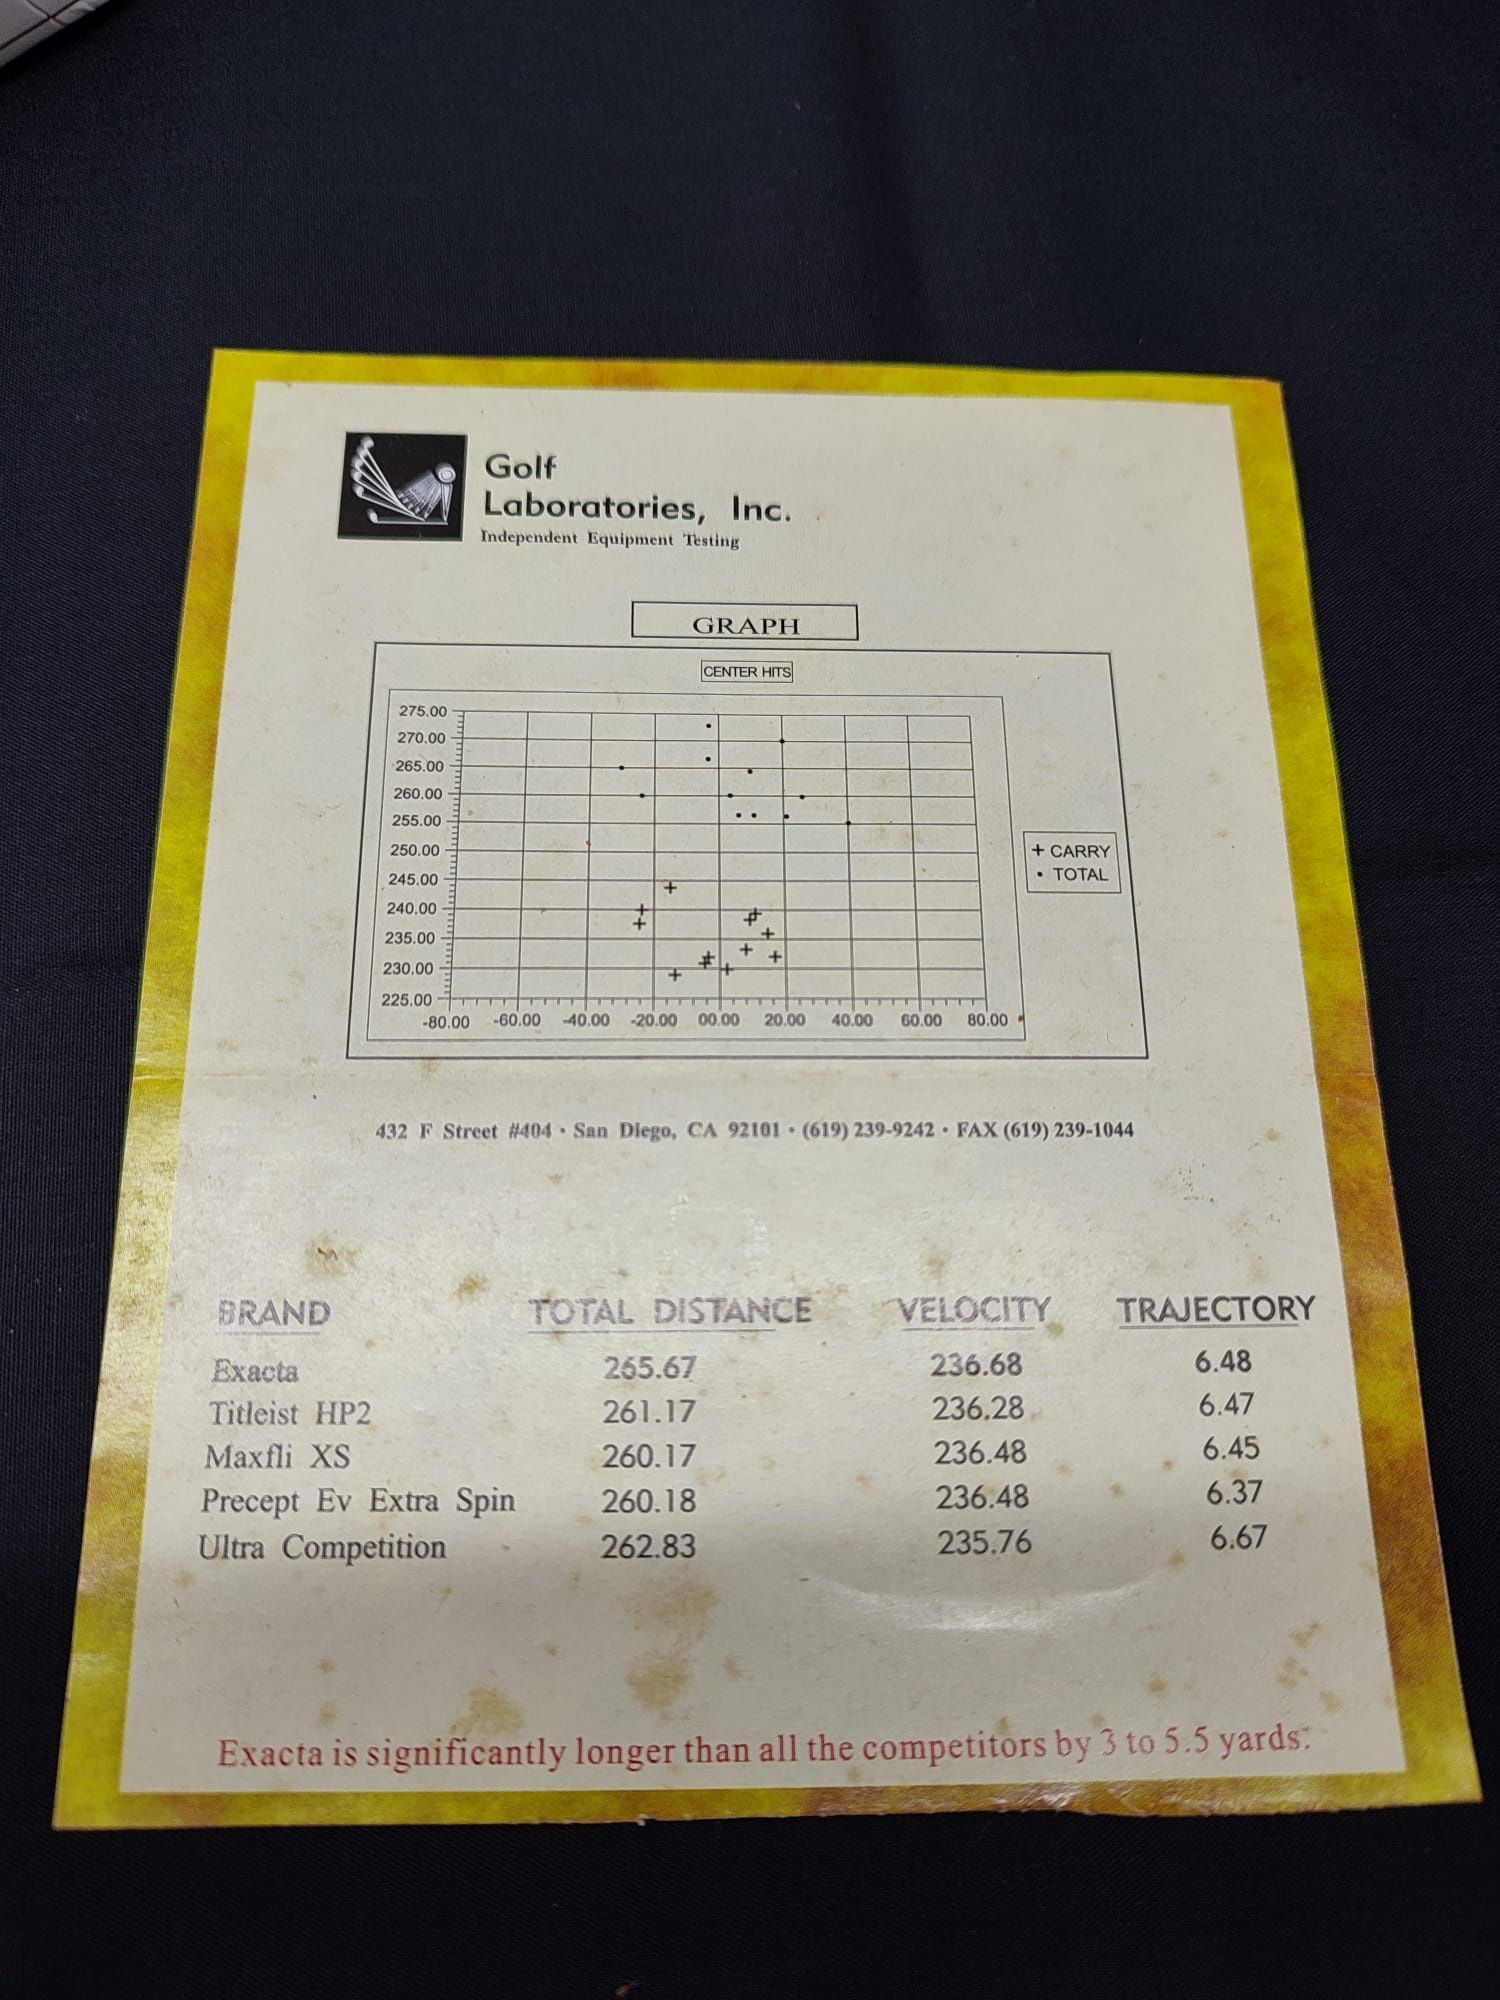 Golf
Laboratories, Inc.
Independent Equipment Testing
GRAPH
CENTER HITS
275.00
270.00
265.00
260.00
255.00
250.00
245.00
240.00
235.00
230.00
225.00
-80.00 -60.00 -40.00 -20.00 00.00 20.00 40.00 60.00 80.00
+ CARRY
• TOTAL
432 F Street #404 • San Diego, CA 92101 • (619) 239-9242 • FAX (619) 239-1044
BRAND TOTAL DISTANCE VELOCITY TRAJECTORY
Exacta 265.67 236.68 6.48
Titleist HP2 261.17 236.28 6.47
Maxfli XS 260.17 236.48 6.45
Precept Ev Extra Spin 260.18 236.48 6.37
Ultra Competition 262.83 235.76 6.67
Exacta is significantly longer than all the competitors by 3 to 5.5 yards.